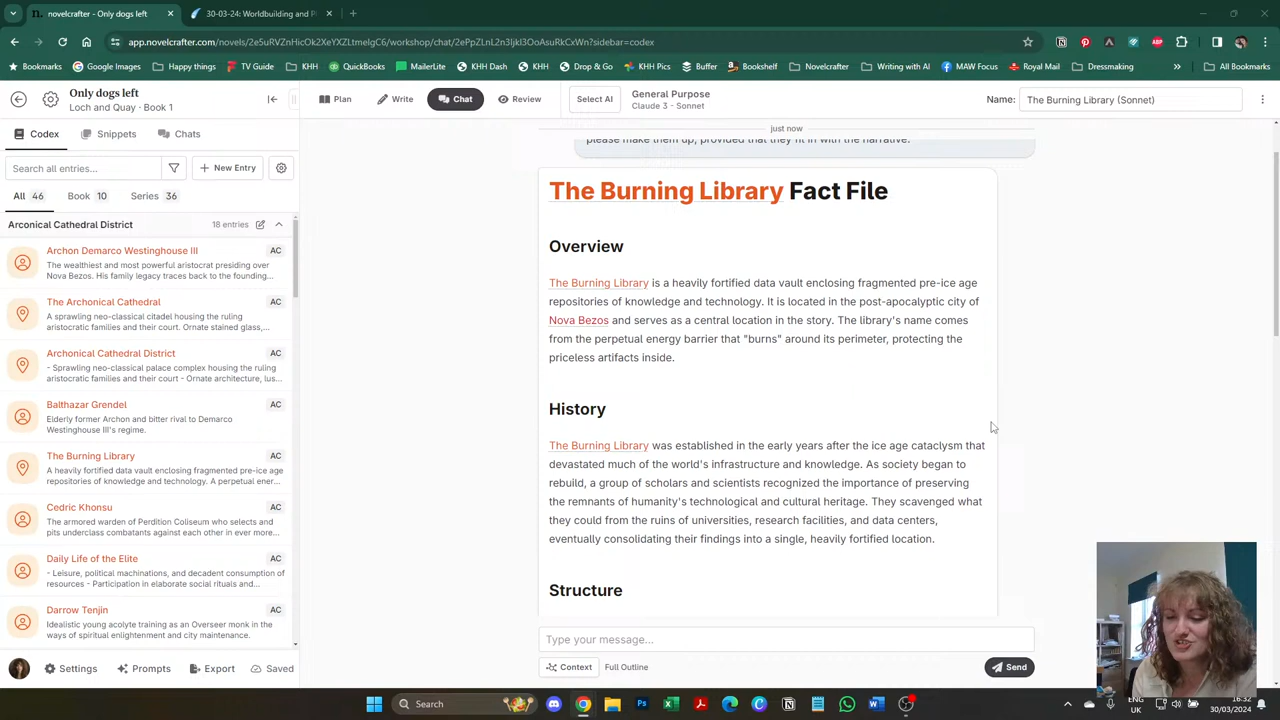 novelcrafter - Only dogs left
30-03-24: Worldbuilding and P
app.novelcrafter.com/novels/2e5uRVZnHicOk2XeYXZLtmelgC6/workshop/chat/2ePpZLnL2n3IjkI3OoAsuRkCxWn?sidebar=codex
Bookmarks
Google Images
Happy things
TV Guide
KHH
QuickBooks
MailerLite
KHH Dash
KHH
Drop & Go
KHH Pics
Buffer
Bookshelf
Novelcrafter
Writing with AI
MAW Focus
KHH
Dressmaking
All Bookmarks
Only dogs left
Loch and Quay - Book 1
Plan
Write
Chat
Review
Select AI
General Purpose
Claude 3 - Sonnet
Name:
The Burning Library (Sonnet)
Codex
Snippets
Chats
Search all entries...
New Entry
All 46
Book 10
Series 36
Arconical Cathedral District
18 entries
Archon Demarco Westinghouse III
AC
The wealthiest and most powerful aristocrat presiding over
Nova Bezos. His family legacy traces back to the founding...
The Archonical Cathedral
AC
A sprawling neo-classical citadel housing the ruling
aristocratic families and their court. Ornate stained glass,...
Archonical Cathedral District
AC
- Sprawling neo-classical palace complex housing the ruling
aristocratic families and their court - Ornate architecture, lus...
Balthazar Grendel
AC
Elderly former Archon and bitter rival to Demarco
Westinghouse III's regime.
The Burning Library
AC
A heavily fortified data vault enclosing fragmented pre-ice age
repositories of knowledge and technology. A perpetual ener...
Cedric Khonsu
AC
The armored warden of Perdition Coliseum who selects and
pits underclass combatants against each other in ever more...
Daily Life of the Elite
AC
- Leisure, political machinations, and decadent consumption of
resources - Participation in elaborate social rituals and...
Darrow Tenjin
AC
Idealistic young acolyte training as an Overseer monk in the
ways of spiritual enlightenment and city maintenance.
Settings
Prompts
Export
Saved
just now
please make them up, provided that they fit in with the narrative.
The Burning Library Fact File
Overview
The Burning Library is a heavily fortified data vault enclosing fragmented pre-ice age
repositories of knowledge and technology. It is located in the post-apocalyptic city of
Nova Bezos and serves as a central location in the story. The library's name comes
from the perpetual energy barrier that "burns" around its perimeter, protecting the
priceless artifacts inside.
History
The Burning Library was established in the early years after the ice age cataclysm that
devastated much of the world's infrastructure and knowledge. As society began to
rebuild, a group of scholars and scientists recognized the importance of preserving
the remnants of humanity's technological and cultural heritage. They scavenged what
they could from the ruins of universities, research facilities, and data centers,
eventually consolidating their findings into a single, heavily fortified location.
Structure
Type your message...
Context
Full Outline
Send
Search
ENG
UK
16:32
30/03/2024